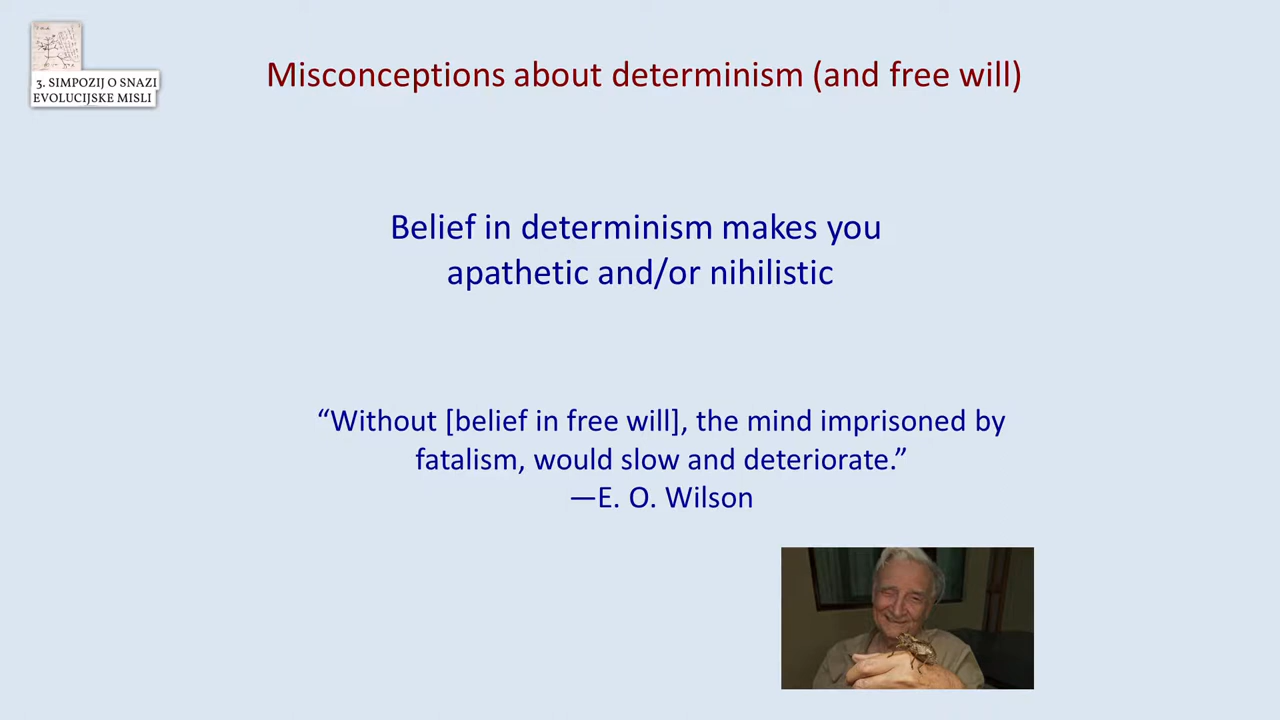 3. SIMPOZIJ O SNAZI
EVOLUCIJSKE MISLI
Misconceptions about determinism (and free will)
Belief in determinism makes you
apathetic and/or nihilistic
“Without [belief in free will], the mind imprisoned by
fatalism, would slow and deteriorate.”
—E. O. Wilson